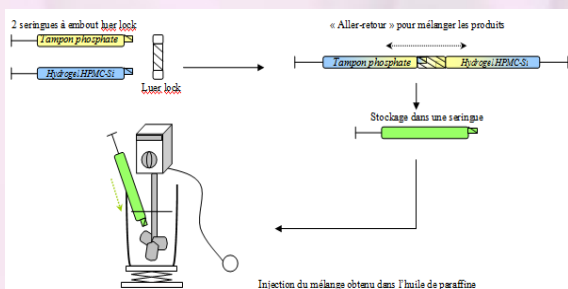 2 seringues à embout luer lock
Tampon phosphate
Hydrogel HPMC-Si
Luer lock
« Aller-retour » pour mélanger les produits
Tampon phosphate
Hydrogel HPMC-Si
Stockage dans une seringue
Injection du mélange obtenu dans l'huile de paraffine